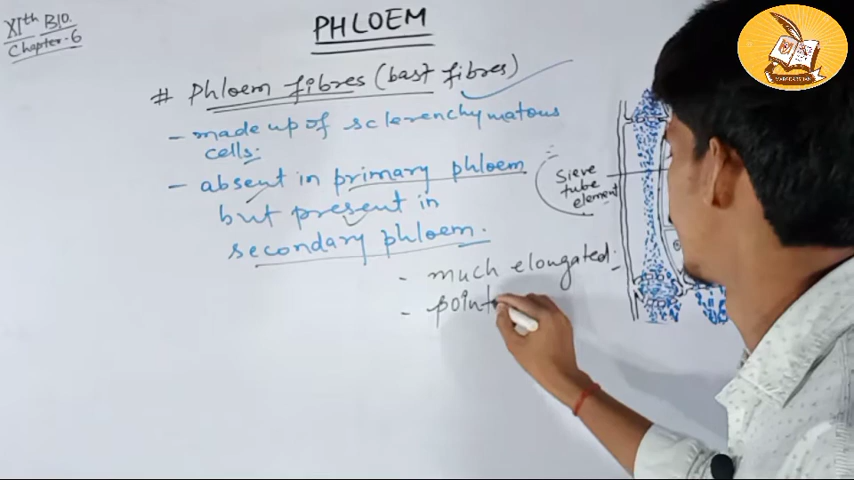 XIth BIO.
Chapter-6
PHLOEM
# Phloem fibres (bast fibres)
- made up of sclerenchymatous
cells.
- absent in primary phloem
but present in
secondary phloem.
- much elongated.
- point
Sieve
tube
element